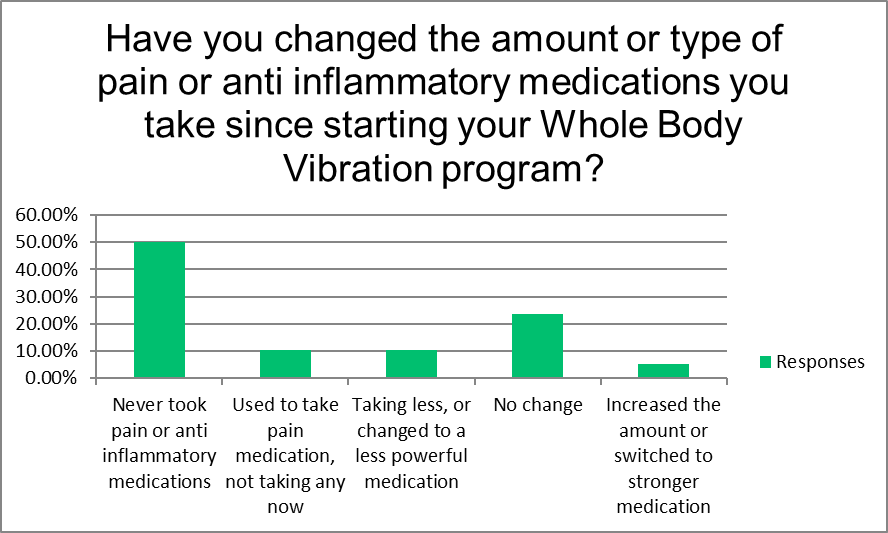 Have you changed the amount or type of
pain or anti inflammatory medications you
take since starting your Whole Body
Vibration program?
60.00%
50.00%
40.00%
30.00%
20.00%
10.00%
0.00%
Never took
pain or anti
inflammatory
medications
Used to take
pain
medication,
not taking any
now
Taking less, or
changed to a
less powerful
medication
No change
Increased the
amount or
switched to
stronger
medication
Responses